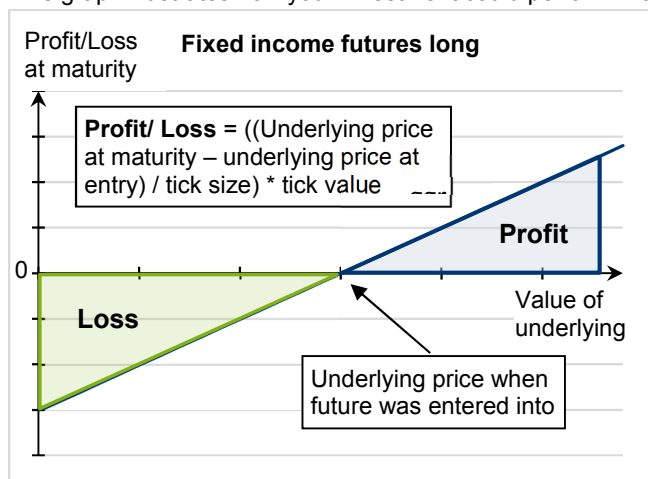 Profit/Loss
at maturity
Fixed income futures long
Profit/ Loss = ((Underlying price
at maturity – underlying price at
entry) / tick size) * tick value
0
Profit
Loss
Value of
underlying
Underlying price when
future was entered into